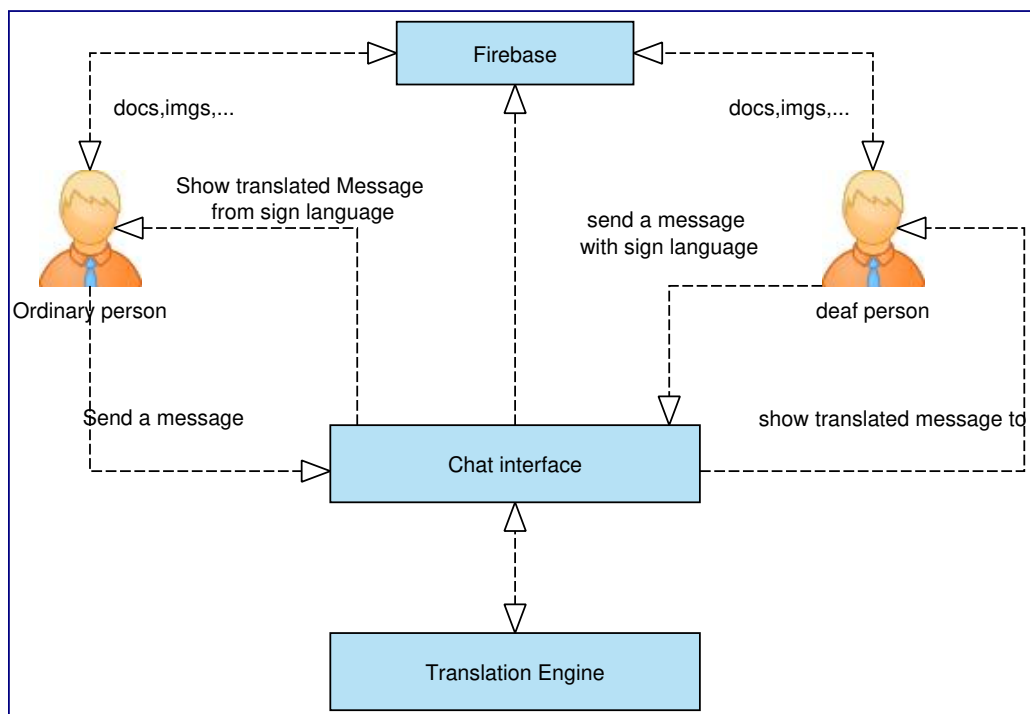 Firebase
docs,imgs,...
docs,imgs,...
Show translated Message
from sign language
send a message
with sign language
Ordinary person
deaf person
Send a message
show translated message to
Chat interface
Translation Engine